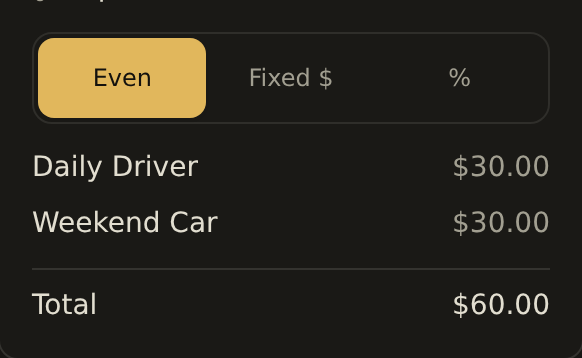 Even Fixed $ %
Daily Driver $30.00
Weekend Car $30.00
Total $60.00